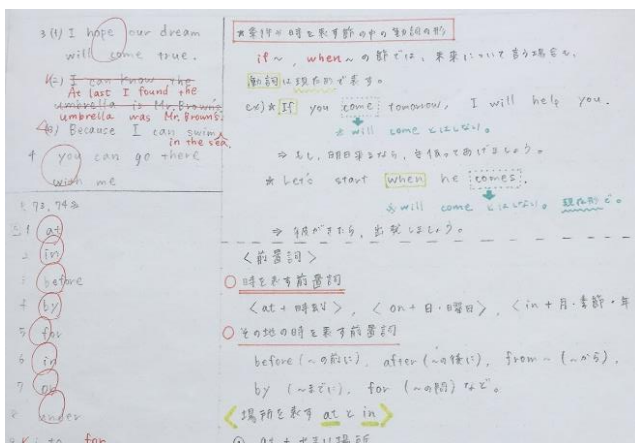 3 (1) I hope our dream
will come true.
(2) I can know the
At last I found the
umbrella is Mr. Brown's
umbrella was Mr. Brown's.
(3) Because I can swim
in the sea.
4 you can go there
with me
P. 73, 74
1 at
2 in
3 before
4 by
5 for
6 in
7 on
8 under
to for
★条件や時を表す節の中の動詞の形
if~, when~の節では、未来について言う場合も、
動詞は現在形で表す。
ex) ★ If you come tomorrow, I will help you.
☆ will come とはしない。
⇒ もし、明日来るなら、手伝ってあげましょう。
★ Let's start when he comes.
☆ will come とはしない。現在形で。
⇒ 彼がきたら、出発しましょう。
<前置詞>
○ 時を表す前置詞
<at + 時刻>, <on + 日・曜日>, <in + 月・季節・年
○ その他の時を表す前置詞
before (~の前に), after (~の後に), from ~ (~から),
by (~までに), for (~の間) など。
<場所を表す at と in>
at +
場所